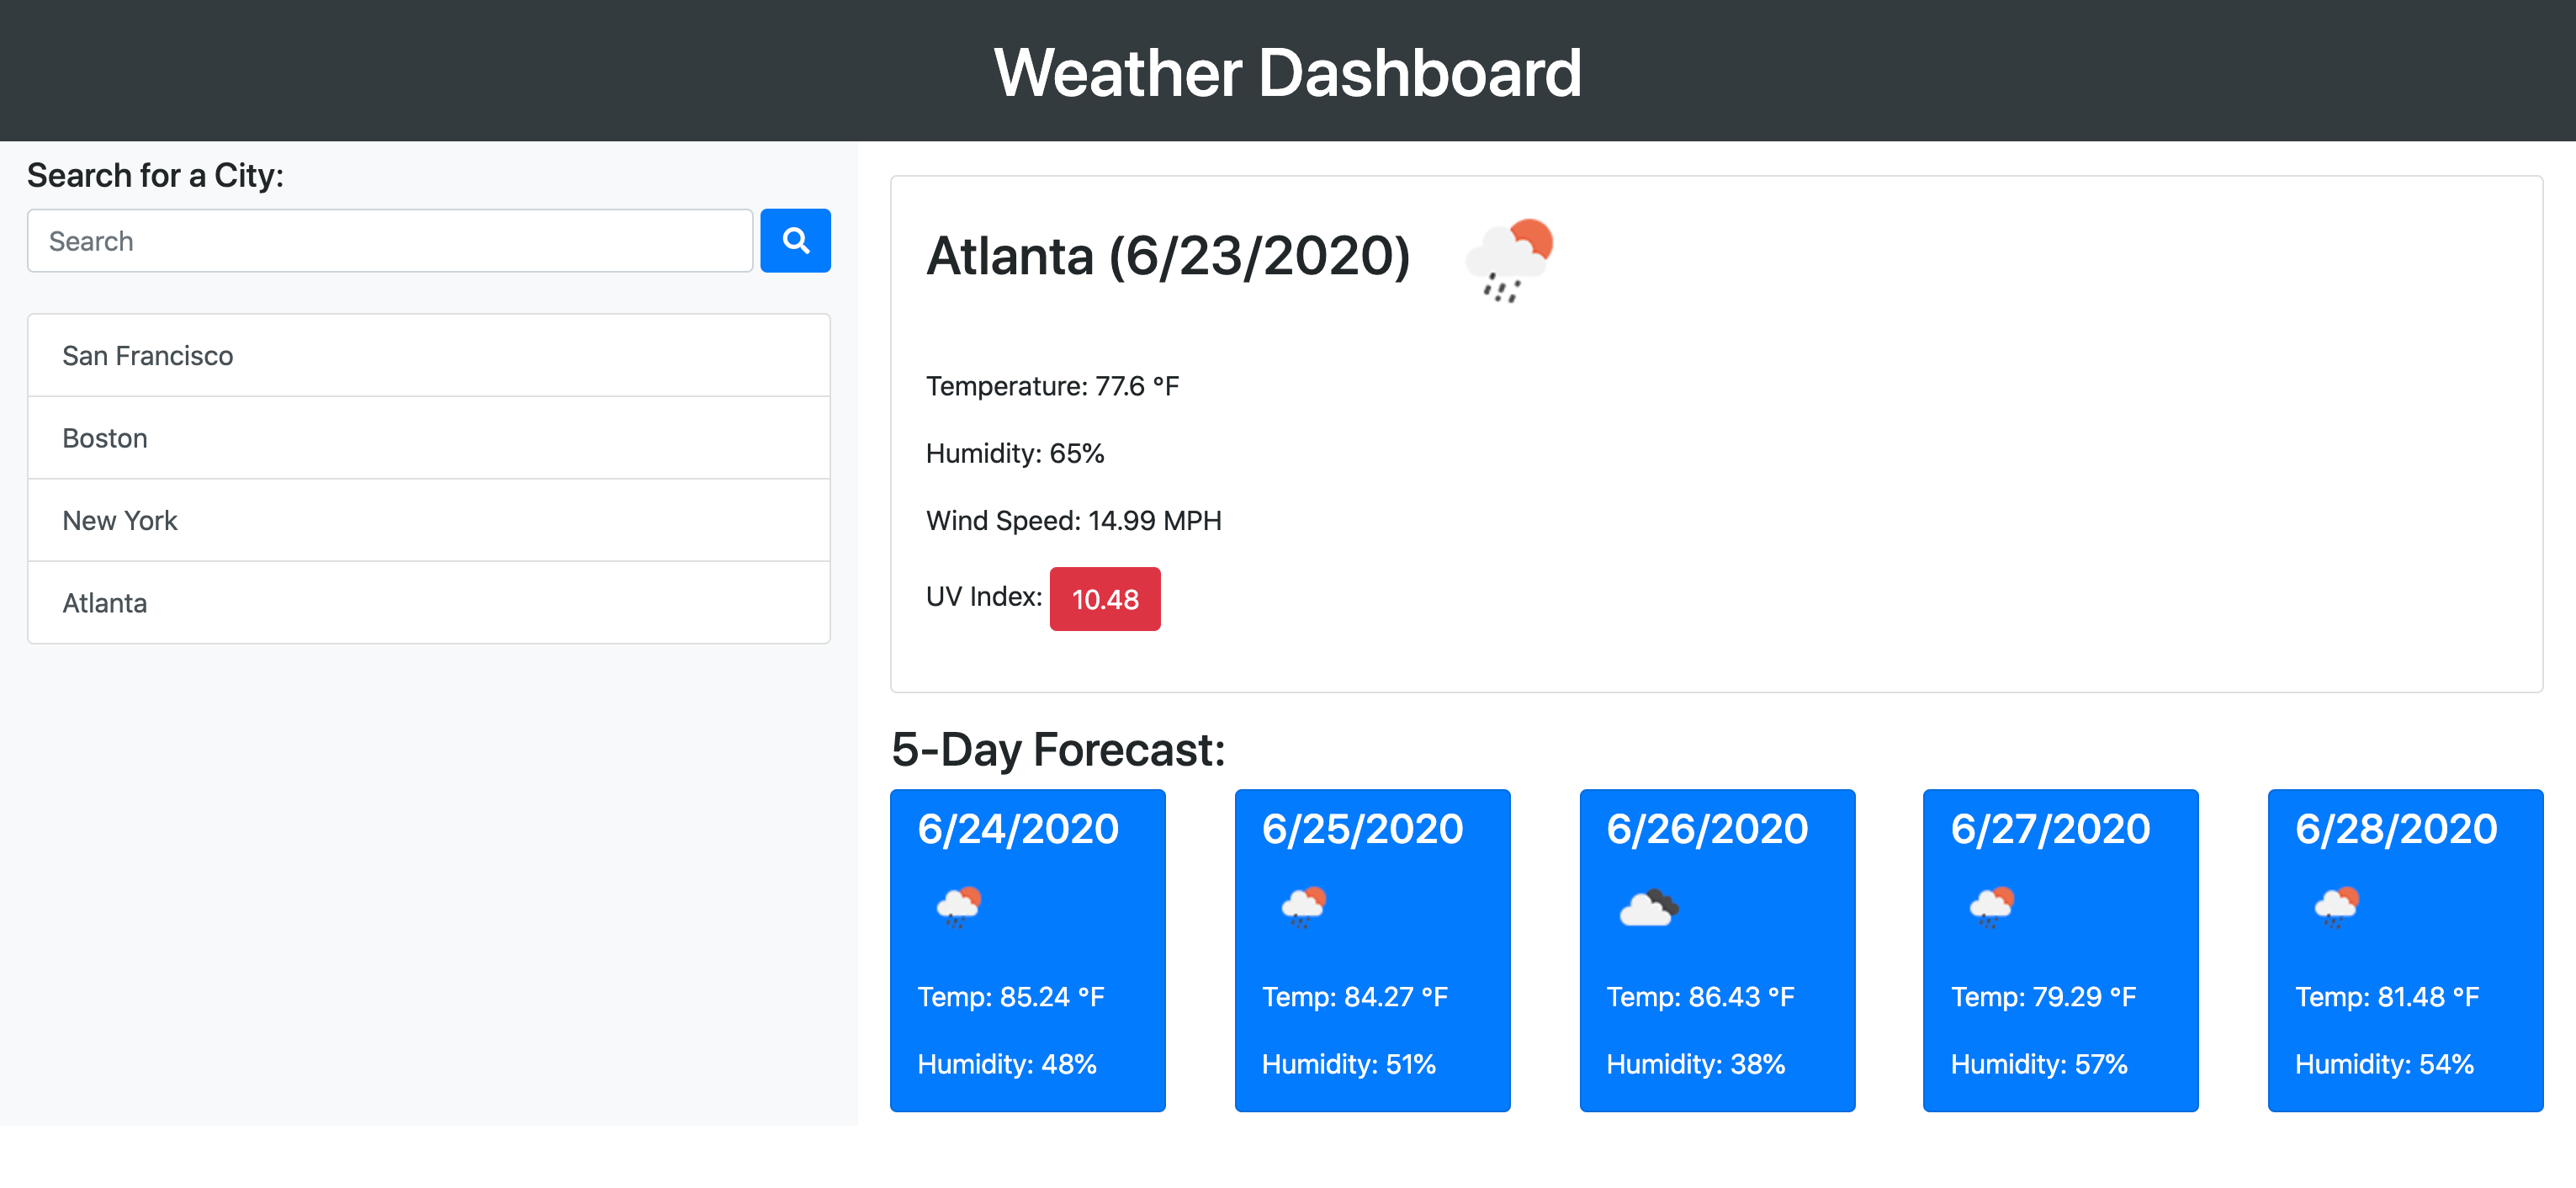 Weather Dashboard
Search for a City:
Search
San Francisco
Boston
New York
Atlanta
Atlanta (6/23/2020)
Temperature: 77.6 °F
Humidity: 65%
Wind Speed: 14.99 MPH
UV Index: 10.48
5-Day Forecast:
6/24/2020
Temp: 85.24 °F
Humidity: 48%
6/25/2020
Temp: 84.27 °F
Humidity: 51%
6/26/2020
Temp: 86.43 °F
Humidity: 38%
6/27/2020
Temp: 79.29 °F
Humidity: 57%
6/28/2020
Temp: 81.48 °F
Humidity: 54%